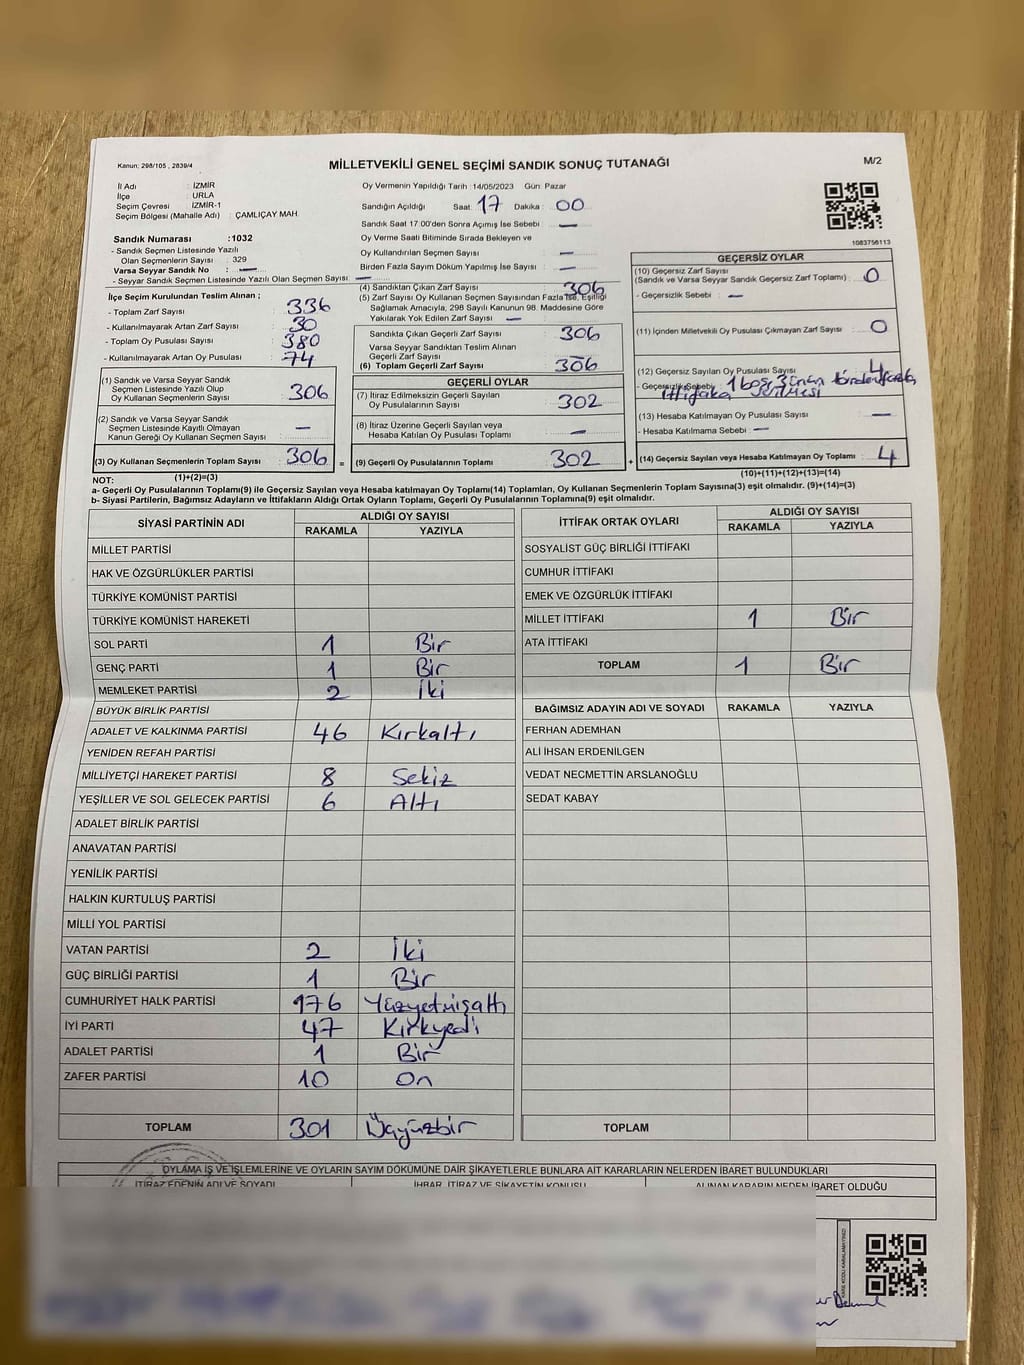 Kanun: 298/105 , 2839/4
MİLLETVEKİLİ GENEL SEÇİMİ SANDIK SONUÇ TUTANAĞI
M/2
İl Adı : İZMİR
İlçe : URLA
Seçim Çevresi : İZMİR-1
Seçim Bölgesi (Mahalle Adı) : ÇAMLIÇAY MAH.
Oy Vermenin Yapıldığı Tarih :14/05/2023 Gün: Pazar
Sandığın Açıldığı Saat: 17 Dakika : 00
Sandık Saat 17.00'den Sonra Açımış İse Sebebi : —
Sandık Numarası :1032
- Sandık Seçmen Listesinde Yazılı
Olan Seçmenlerin Sayısı : 329
Varsa Seyyar Sandık No : —
- Seyyar Sandık Seçmen Listesinde Yazılı Olan Seçmen Sayısı: —
Oy Verme Saati Bitiminde Sırada Bekleyen ve
Oy Kullandırılan Seçmen Sayısı : —
Birden Fazla Sayım Döküm Yapılmış İse Sayısı : —
1083756113
İlçe Seçim Kurulundan Teslim Alınan ;
- Toplam Zarf Sayısı : 336
- Kullanılmayarak Artan Zarf Sayısı : 30
- Toplam Oy Pusulası : 380
- Kullanılmayarak Artan Oy Pusulası : 74
(1) Sandık ve Varsa Seyyar Sandık
Seçmen Listesinde Yazılı Olup
Oy Kullanan Seçmenlerin Sayısı : 306
(2) Sandık ve Varsa Seyyar Sandık
Seçmen Listesinde Kayıtlı Olmayan
Kanun Gereği Oy Kullanan Seçmen Sayısı : —
(3) Oy Kullanan Seçmenlerin Toplam Sayısı : 306 =
(4) Sandıktan Çıkan Zarf Sayısı : 306
(5) Zarf Sayısı Oy Kullanan Seçmen Sayısından Fazla İse, Eşitliği
Sağlamak Amacıyla, 298 Sayılı Kanunun 98. Maddesine Göre
Yakılarak Yok Edilen Zarf Sayısı : —
Sandıkta Çıkan Geçerli Zarf Sayısı : 306
Varsa Seyyar Sandıktan Teslim Alınan
Geçerli Zarf Sayısı : —
(6) Toplam Geçerli Zarf Sayısı : 306
GEÇERLİ OYLAR
(7) İtiraz Edilmeksizin Geçerli Sayılan
Oy Pusulalarının Sayısı : 302
(8) İtiraz Üzerine Geçerli Sayılan veya
Hesaba Katılan Oy Pusulası Toplamı : —
(9) Geçerli Oy Pusulalarının Toplamı : 302 +
GEÇERSİZ OYLAR
(10) Geçersiz Zarf Sayısı
(Sandık ve Varsa Seyyar Sandık Geçersiz Zarf Toplamı) : 0
- Geçersizlik Sebebi : —
(11) İçinden Milletvekili Oy Pusulası Çıkmayan Zarf Sayısı : 0
(12) Geçersiz Sayılan Oy Pusulası Sayısı : 4
- Geçersizlik Sebebi : 1 boş, 3
ittifaka
(13) Hesaba Katılmayan Oy Pusulası Sayısı : —
- Hesaba Katılmama Sebebi : —
(14) Geçersiz Sayılan veya Hesaba Katılmayan Oy Toplamı : 4
(1)+(2)=(3)
(10)+(11)+(12)+(13)=(14)
NOT:
a- Geçerli Oy Pusulalarının Toplamı(9) ile Geçersiz Sayılan veya Hesaba katılmayan Oy Toplamı(14) Toplamları, Oy Kullanan Seçmenlerin Toplam Sayısına(3) eşit olmalıdır. (9)+(14)=(3)
b- Siyasi Partilerin, Bağımsız Adayların ve İttifakların Aldığı Ortak Oyların Toplamı, Geçerli Oy Pusulalarının Toplamına(9) eşit olmalıdır.
SİYASİ PARTİNİN ADI ALDIĞI OY SAYISI
RAKAMLA YAZIYLA
MİLLET PARTİSİ
HAK VE ÖZGÜRLÜKLER PARTİSİ
TÜRKİYE KOMÜNİST PARTİSİ
TÜRKİYE KOMÜNİST HAREKETİ
SOL PARTİ 1 Bir
GENÇ PARTİ 1 Bir
MEMLEKET PARTİSİ 2 İki
BÜYÜK BİRLİK PARTİSİ
ADALET VE KALKINMA PARTİSİ 46 Kırkaltı
YENİDEN REFAH PARTİSİ
MİLLİYETÇİ HAREKET PARTİSİ 8 Sekiz
YEŞİLLER VE SOL GELECEK PARTİSİ 6 Altı
ADALET BİRLİK PARTİSİ
ANAVATAN PARTİSİ
YENİLİK PARTİSİ
HALKIN KURTULUŞ PARTİSİ
MİLLİ YOL PARTİSİ
VATAN PARTİSİ 2 İki
GÜÇ BİRLİĞİ PARTİSİ 1 Bir
CUMHURİYET HALK PARTİSİ 176 Yüzyetmişaltı
İYİ PARTİ 47 Kırkyedi
ADALET PARTİSİ 1 Bir
ZAFER PARTİSİ 10 On
TOPLAM 301 Üçyüzbir
İTTİFAK ORTAK OYLARI ALDIĞI OY SAYISI
RAKAMLA YAZIYLA
SOSYALİST GÜÇ BİRLİĞİ İTTİFAKI
CUMHUR İTTİFAKI
EMEK VE ÖZGÜRLÜK İTTİFAKI
MİLLET İTTİFAKI 1 Bir
ATA İTTİFAKI
TOPLAM 1 Bir
BAĞIMSIZ ADAYIN ADI VE SOYADI RAKAMLA YAZIYLA
FERHAN ADEMHAN
ALİ İHSAN ERDENİLGEN
VEDAT NECMETTİN ARSLANOĞLU
SEDAT KABAY
TOPLAM
OYLAMA İŞ VE İŞLEMLERİNE VE OYLARIN SAYIM DÖKÜMÜNE DAİR ŞİKAYETLERLE BUNLARA AİT KARARLARIN NELERDEN İBARET BULUNDUKLARI
İTİRAZ EDENİN ADI VE SOYADI İHBAR, İTİRAZ VE ŞİKAYETİN KONUSU ALINAN KARARIN NEDEN İBARET OLDUĞU